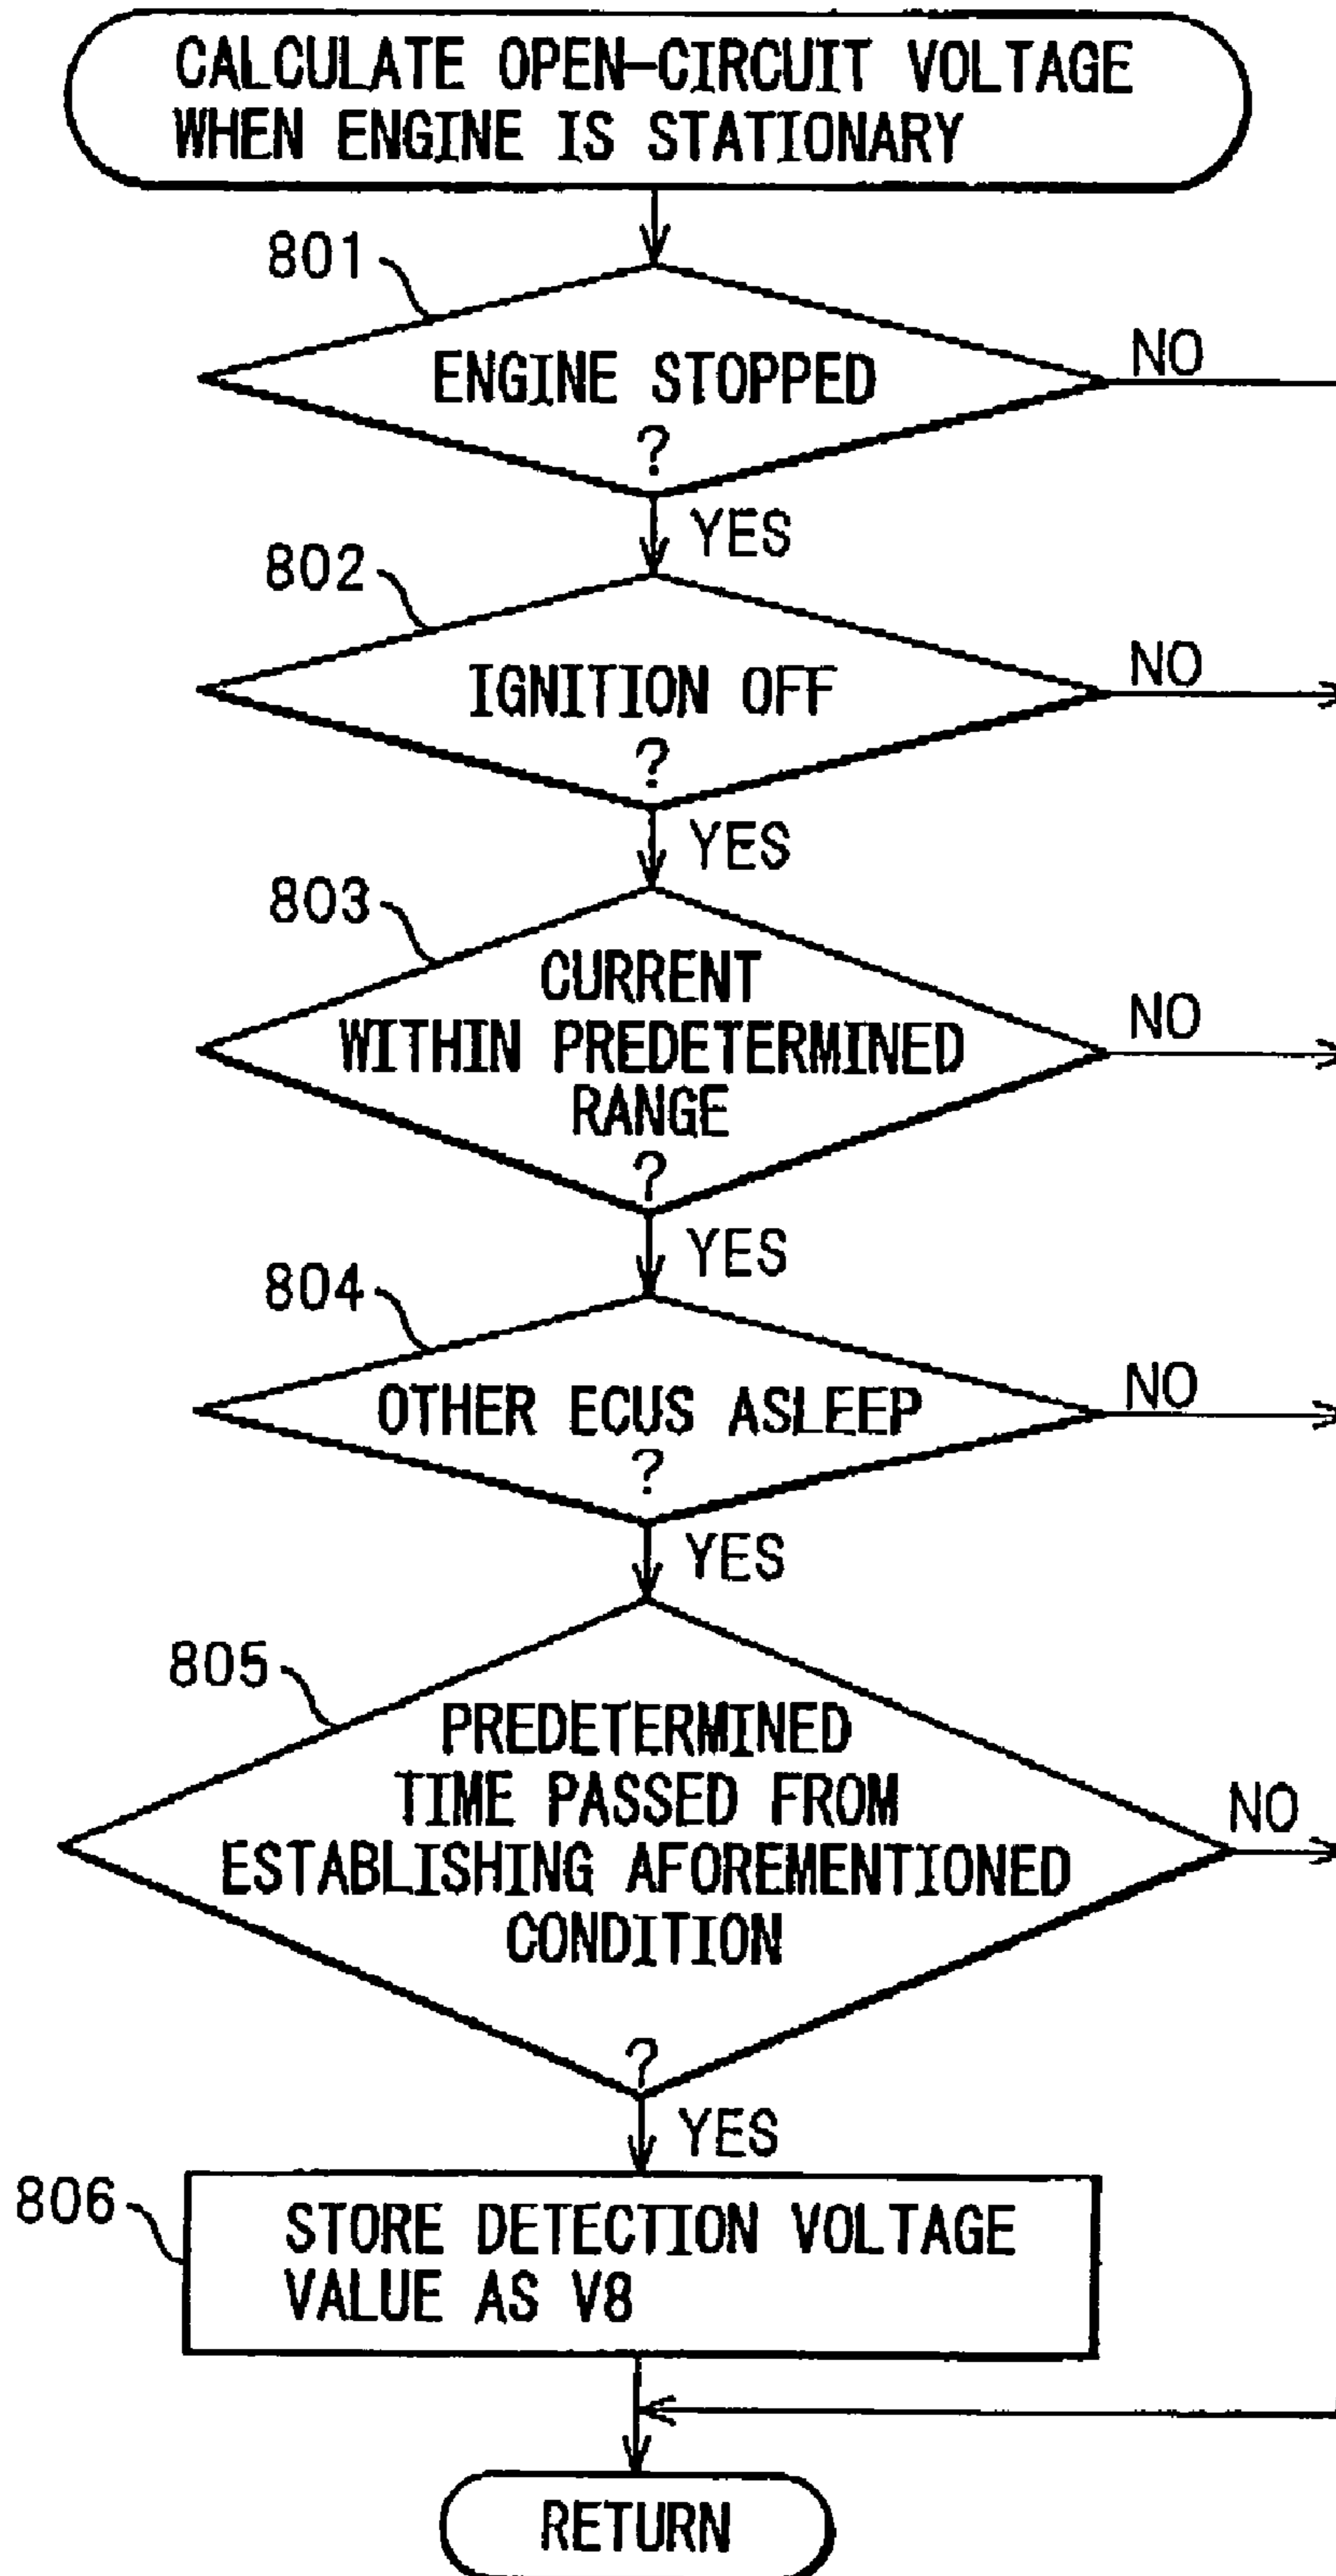 CALCULATE OPEN-CIRCUIT VOLTAGE
WHEN ENGINE IS STATIONARY
801
ENGINE STOPPED
?
NO
YES
802
IGNITION OFF
?
NO
YES
803
CURRENT
WITHIN PREDETERMINED
RANGE
?
NO
YES
804
OTHER ECUS ASLEEP
?
NO
YES
805
PREDETERMINED
TIME PASSED FROM
ESTABLISHING AFOREMENTIONED
CONDITION
?
NO
YES
806
STORE DETECTION VOLTAGE
VALUE AS V8
RETURN